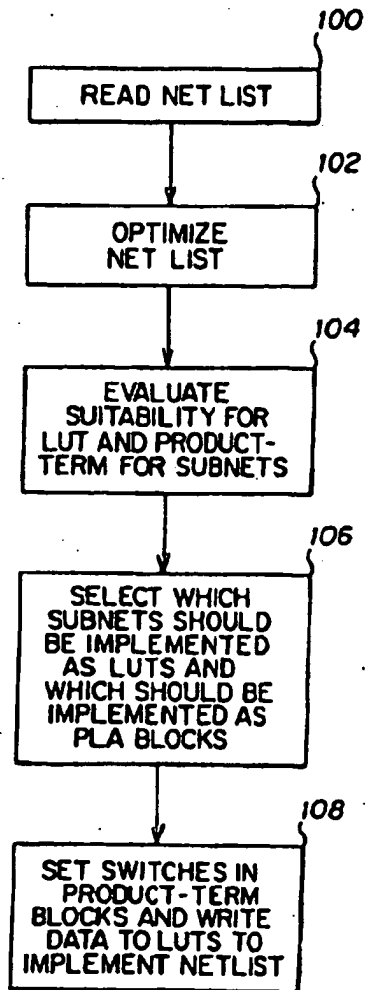 100
READ NET LIST
102
OPTIMIZE
NET LIST
104
EVALUATE
SUITABILITY FOR
LUT AND PRODUCT-
TERM FOR SUBNETS
106
SELECT WHICH
SUBNETS SHOULD
BE IMPLEMENTED
AS LUTS AND
WHICH SHOULD BE
IMPLEMENTED AS
PLA BLOCKS
108
SET SWITCHES IN
PRODUCT-TERM
BLOCKS AND WRITE
DATA TO LUTS TO
IMPLEMENT NETLIST